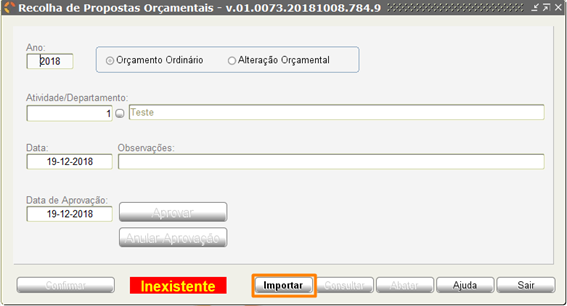 Recolha de Propostas Orçamentais - v.01.0073.20181008.784.9
Ano:
2018
Orçamento Ordinário
Alteração Orçamental
Atividade/Departamento:
1 Teste
Data:
Observações:
19-12-2018
Data de Aprovação:
19-12-2018
Aprovar
Anular Aprovação
Confirmar
Inexistente
Importar
Consultar
Abater
Ajuda
Sair